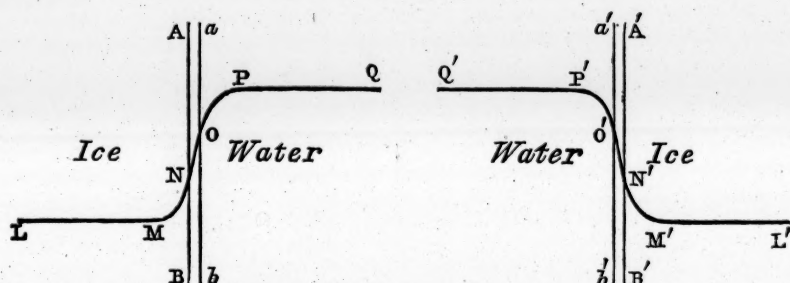 A a a′ A′
P Q Q′ P′
O O′
Ice Water Water Ice
N N′
L M M′ L′
B b b′ B′